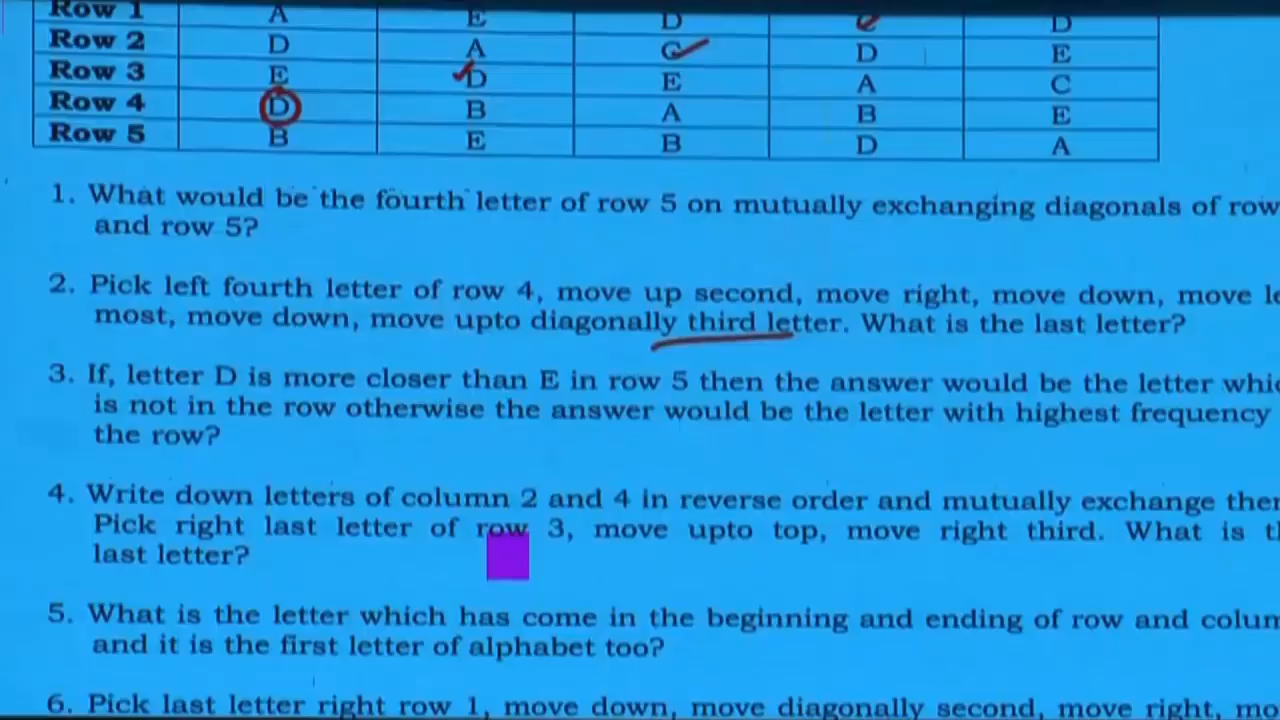 Row 1 A E D D
Row 2 D A C D E
Row 3 E D E A C
Row 4 D B A B E
Row 5 B E B D A
1. What would be the fourth letter of row 5 on mutually exchanging diagonals of row
and row 5?
2. Pick left fourth letter of row 4, move up second, move right, move down, move
most, move down, move upto diagonally third letter. What is the last letter?
3. If, letter D is more closer than E in row 5 then the answer would be the letter
is not in the row otherwise the answer would be the letter with highest frequency
the row?
4. Write down letters of column 2 and 4 in reverse order and mutually exchange
Pick right last letter of row 3, move upto top, move right third. What is
last letter?
5. What is the letter which has come in the beginning and ending of row and
and it is the first letter of alphabet too?
6. Pick last letter right row 1, move down, move diagonally second, move right,